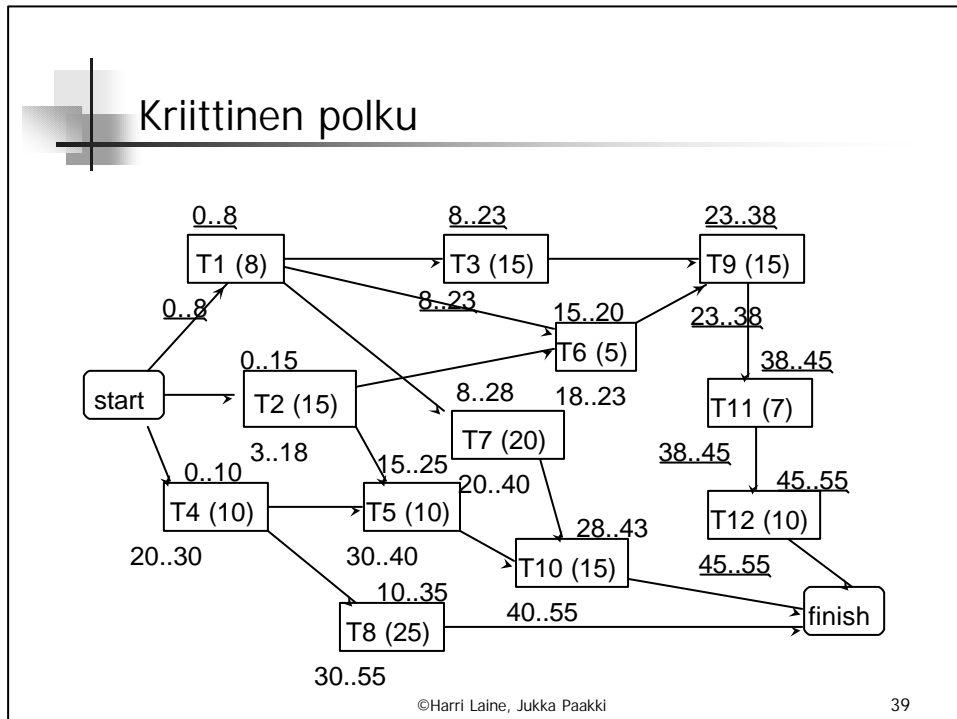 Kriittinen polku
0..8
8..23
23..38
T1 (8)
T3 (15)
T9 (15)
0..8
8..23
15..20
23..38
T6 (5)
0..15
38..45
start
T2 (15)
8..28
18..23
T11 (7)
T7 (20)
3..18
15..25
38..45
0..10
20..40
45..55
T4 (10)
T5 (10)
28..43
T12 (10)
20..30
30..40
T10 (15)
45..55
10..35
40..55
finish
T8 (25)
30..55
©Harri Laine, Jukka Paakki
39